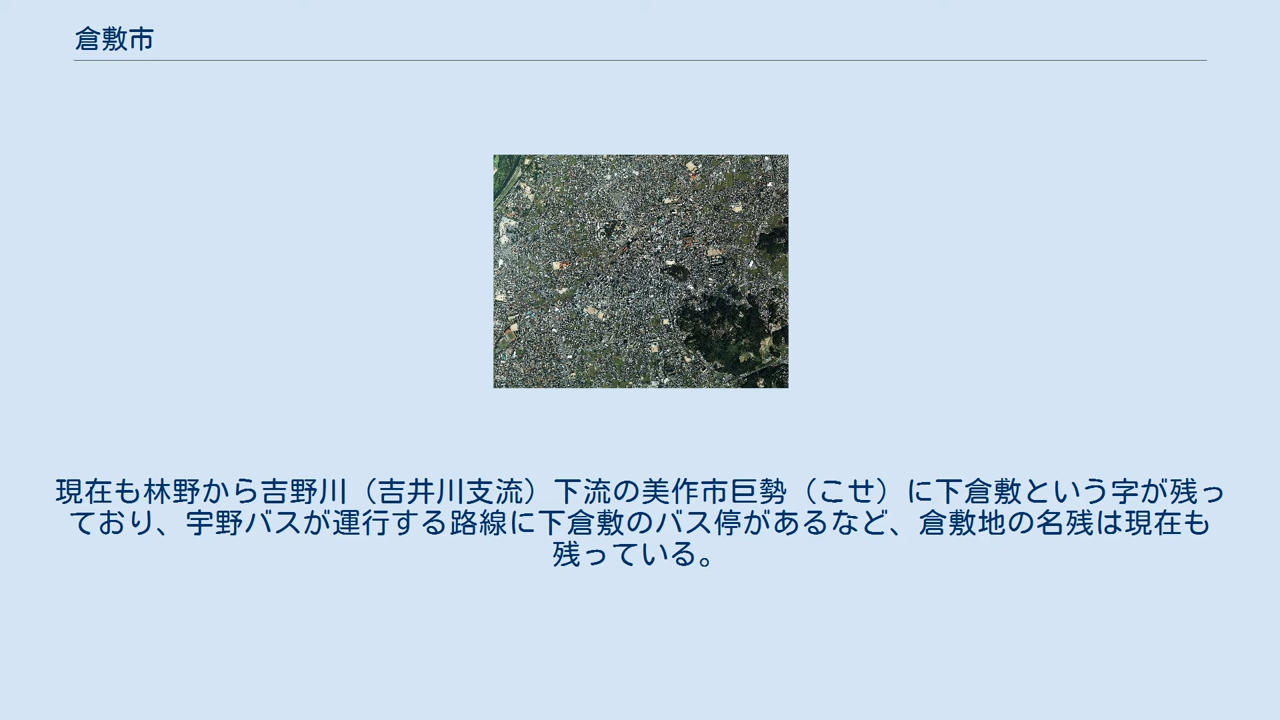 倉敷市
現在も林野から吉野川（吉井川支流）下流の美作市巨勢（こせ）に下倉敷という字が残っ
ており、宇野バスが運行する路線に下倉敷のバス停があるなど、倉敷地の名残は現在も
残っている。